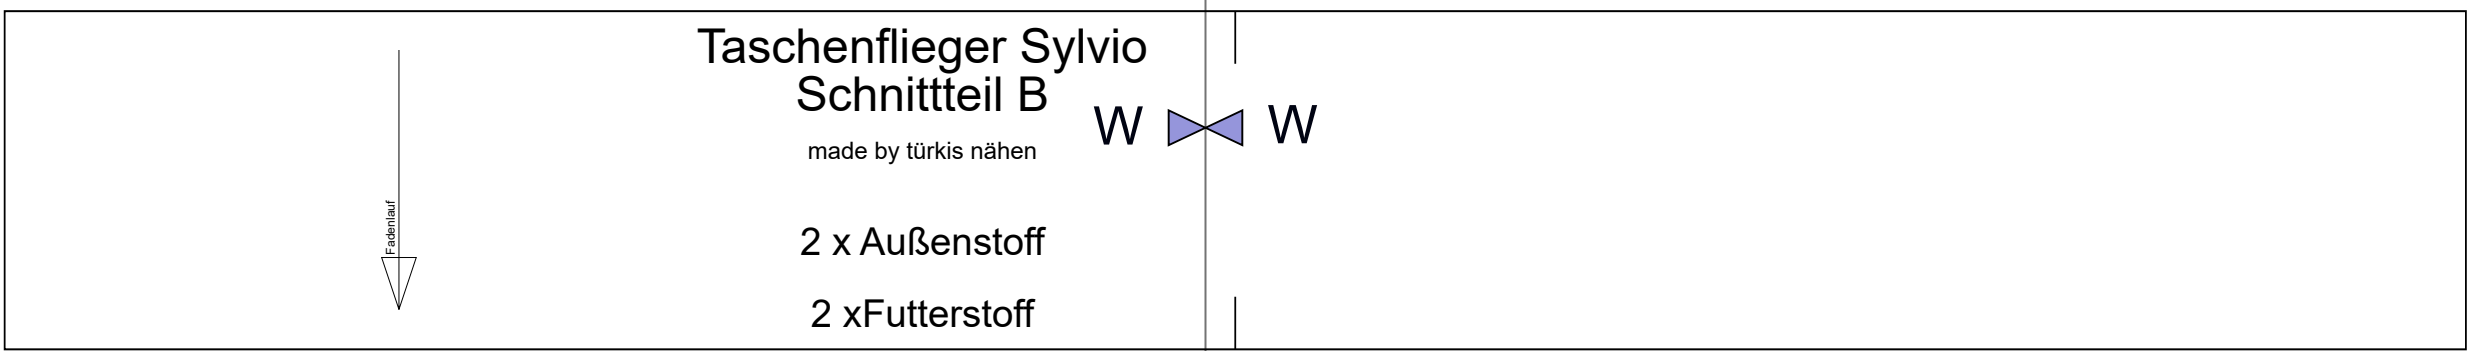 Taschenflieger Sylvio
Schnittteil B
W W
made by türkis nähen
Fadenlauf
2 x Außenstoff
2 xFutterstoff